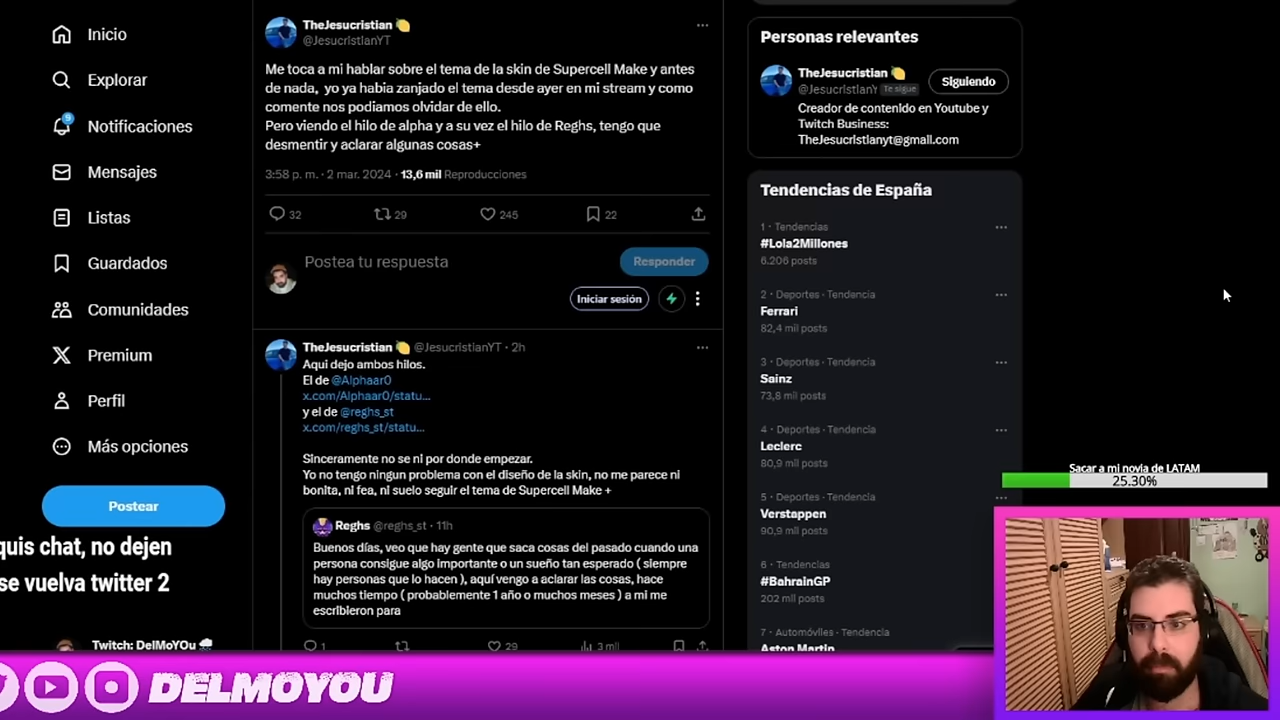 Inicio
Explorar
9
Notificaciones
Mensajes
Listas
Guardados
Comunidades
Premium
Perfil
Más opciones
Postear
quis chat, no dejen
se vuelva twitter 2
Twitch: DelMoYOu
TheJesucristian
@JesucristianYT
Me toca a mi hablar sobre el tema de la skin de Supercell Make y antes
de nada, yo ya habia zanjado el tema desde ayer en mi stream y como
comente nos podiamos olvidar de ello.
Pero viendo el hilo de alpha y a su vez el hilo de Reghs, tengo que
desmentir y aclarar algunas cosas+
3:58 p. m. · 2 mar. 2024 · 13,6 mil Reproducciones
32 29 245 22
Postea tu respuesta
Responder
Iniciar sesión
TheJesucristian @JesucristianYT · 2h
Aqui dejo ambos hilos.
El de @Alphaar0
x.com/Alphaar0/statu...
y el de @reghs_st
x.com/reghs_st/statu...
Sinceramente no se ni por donde empezar.
Yo no tengo ningun problema con el diseño de la skin, no me parece ni
bonita, ni fea, ni suelo seguir el tema de Supercell Make +
Reghs @reghs_st · 11h
Buenos días, veo que hay gente que saca cosas del pasado cuando una
persona consigue algo importante o un sueño tan esperado ( siempre
hay personas que lo hacen ), aquí vengo a aclarar las cosas, hace
muchos tiempo ( probablemente 1 año o muchos meses ) a mi me
escribieron para
1 29 3 mil
Personas relevantes
TheJesucristian
@JesucristianY Te sigue
Siguiendo
Creador de contenido en Youtube y
Twitch Business:
TheJesucristianyt@gmail.com
Tendencias de España
1 · Tendencias
#Lola2Millones
6.206 posts
2 · Deportes · Tendencia
Ferrari
82,4 mil posts
3 · Deportes · Tendencia
Sainz
73,8 mil posts
4 · Deportes · Tendencia
Leclerc
80,9 mil posts
5 · Deportes · Tendencia
Verstappen
90,9 mil posts
6 · Deportes · Tendencia
#BahrainGP
202 mil posts
7 · Automóviles · Tendencia
Aston Martin
Sacar a mi novia de LATAM
25.30%
DELMOYOU